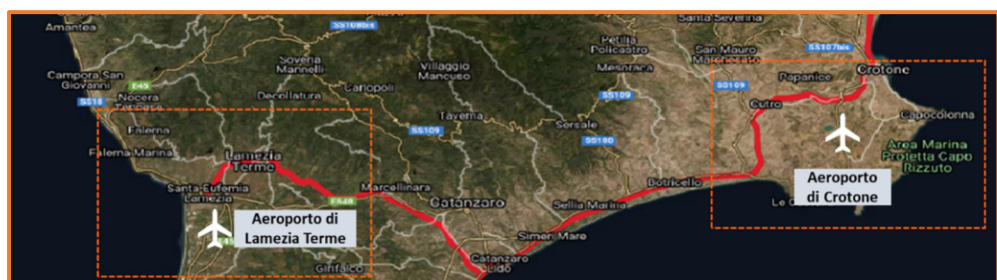 Amantea
SS108bis
Santa Severina
Petilia
Policastro
Soveria
Mannelli
Villaggio
Mancuso
San Mauro
Marchesato
SS107bis
Campora San
Giovanni
E45
Mesoraca
Papanice
Crotone
SS18
Nocera
Terinese
Decollatura
Carlopoli
SS109
SS109
Cutro
Capocolonna
Falerna
Taverna
SS109
Sersale
SS180
Falerna Marina
Lamezia
Terme
Area Marina
Protetta Capo
Rizzuto
Santa Eufemia
Lamezia
Marcellinara
Botricello
Aeroporto
di Crotone
E848
Catanzaro
Sellia Marina
Le C
Aeroporto di
Lamezia Terme
E45
Simeri Mare
Girifalco
Catanzaro
Lido